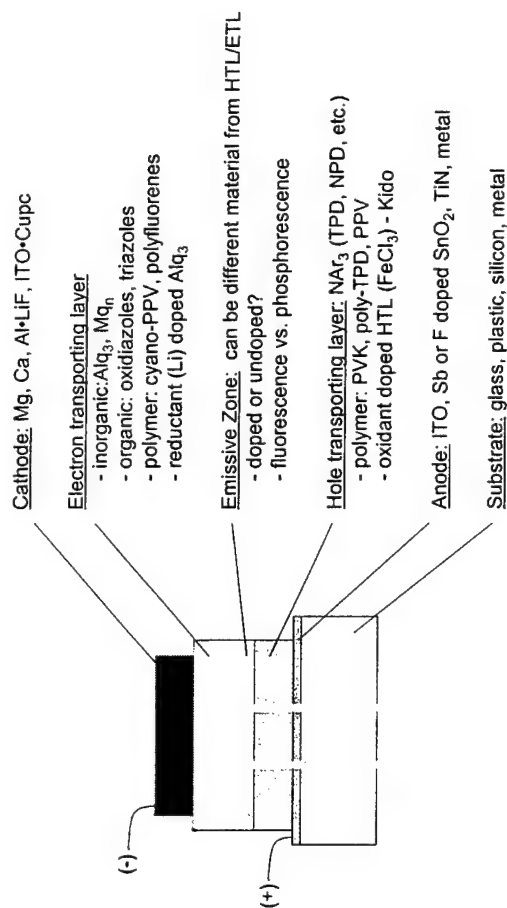 (-)
(+)
Cathode: Mg, Ca, Al•LiF, ITO•Cupc
Electron transporting layer
- inorganic:Alq₃, Mqₙ
- organic: oxidiazoles, triazoles
- polymer: cyano-PPV, polyfluorenes
- reductant (Li) doped Alq₃
Emissive Zone: can be different material from HTL/ETL
- doped or undoped?
- fluorescence vs. phosphorescence
Hole transporting layer: NAr₃ (TPD, NPD, etc.)
- polymer: PVK, poly-TPD, PPV
- oxidant doped HTL (FeCl₃) - Kido
Anode: ITO, Sb or F doped SnO₂, TiN, metal
Substrate: glass, plastic, silicon, metal